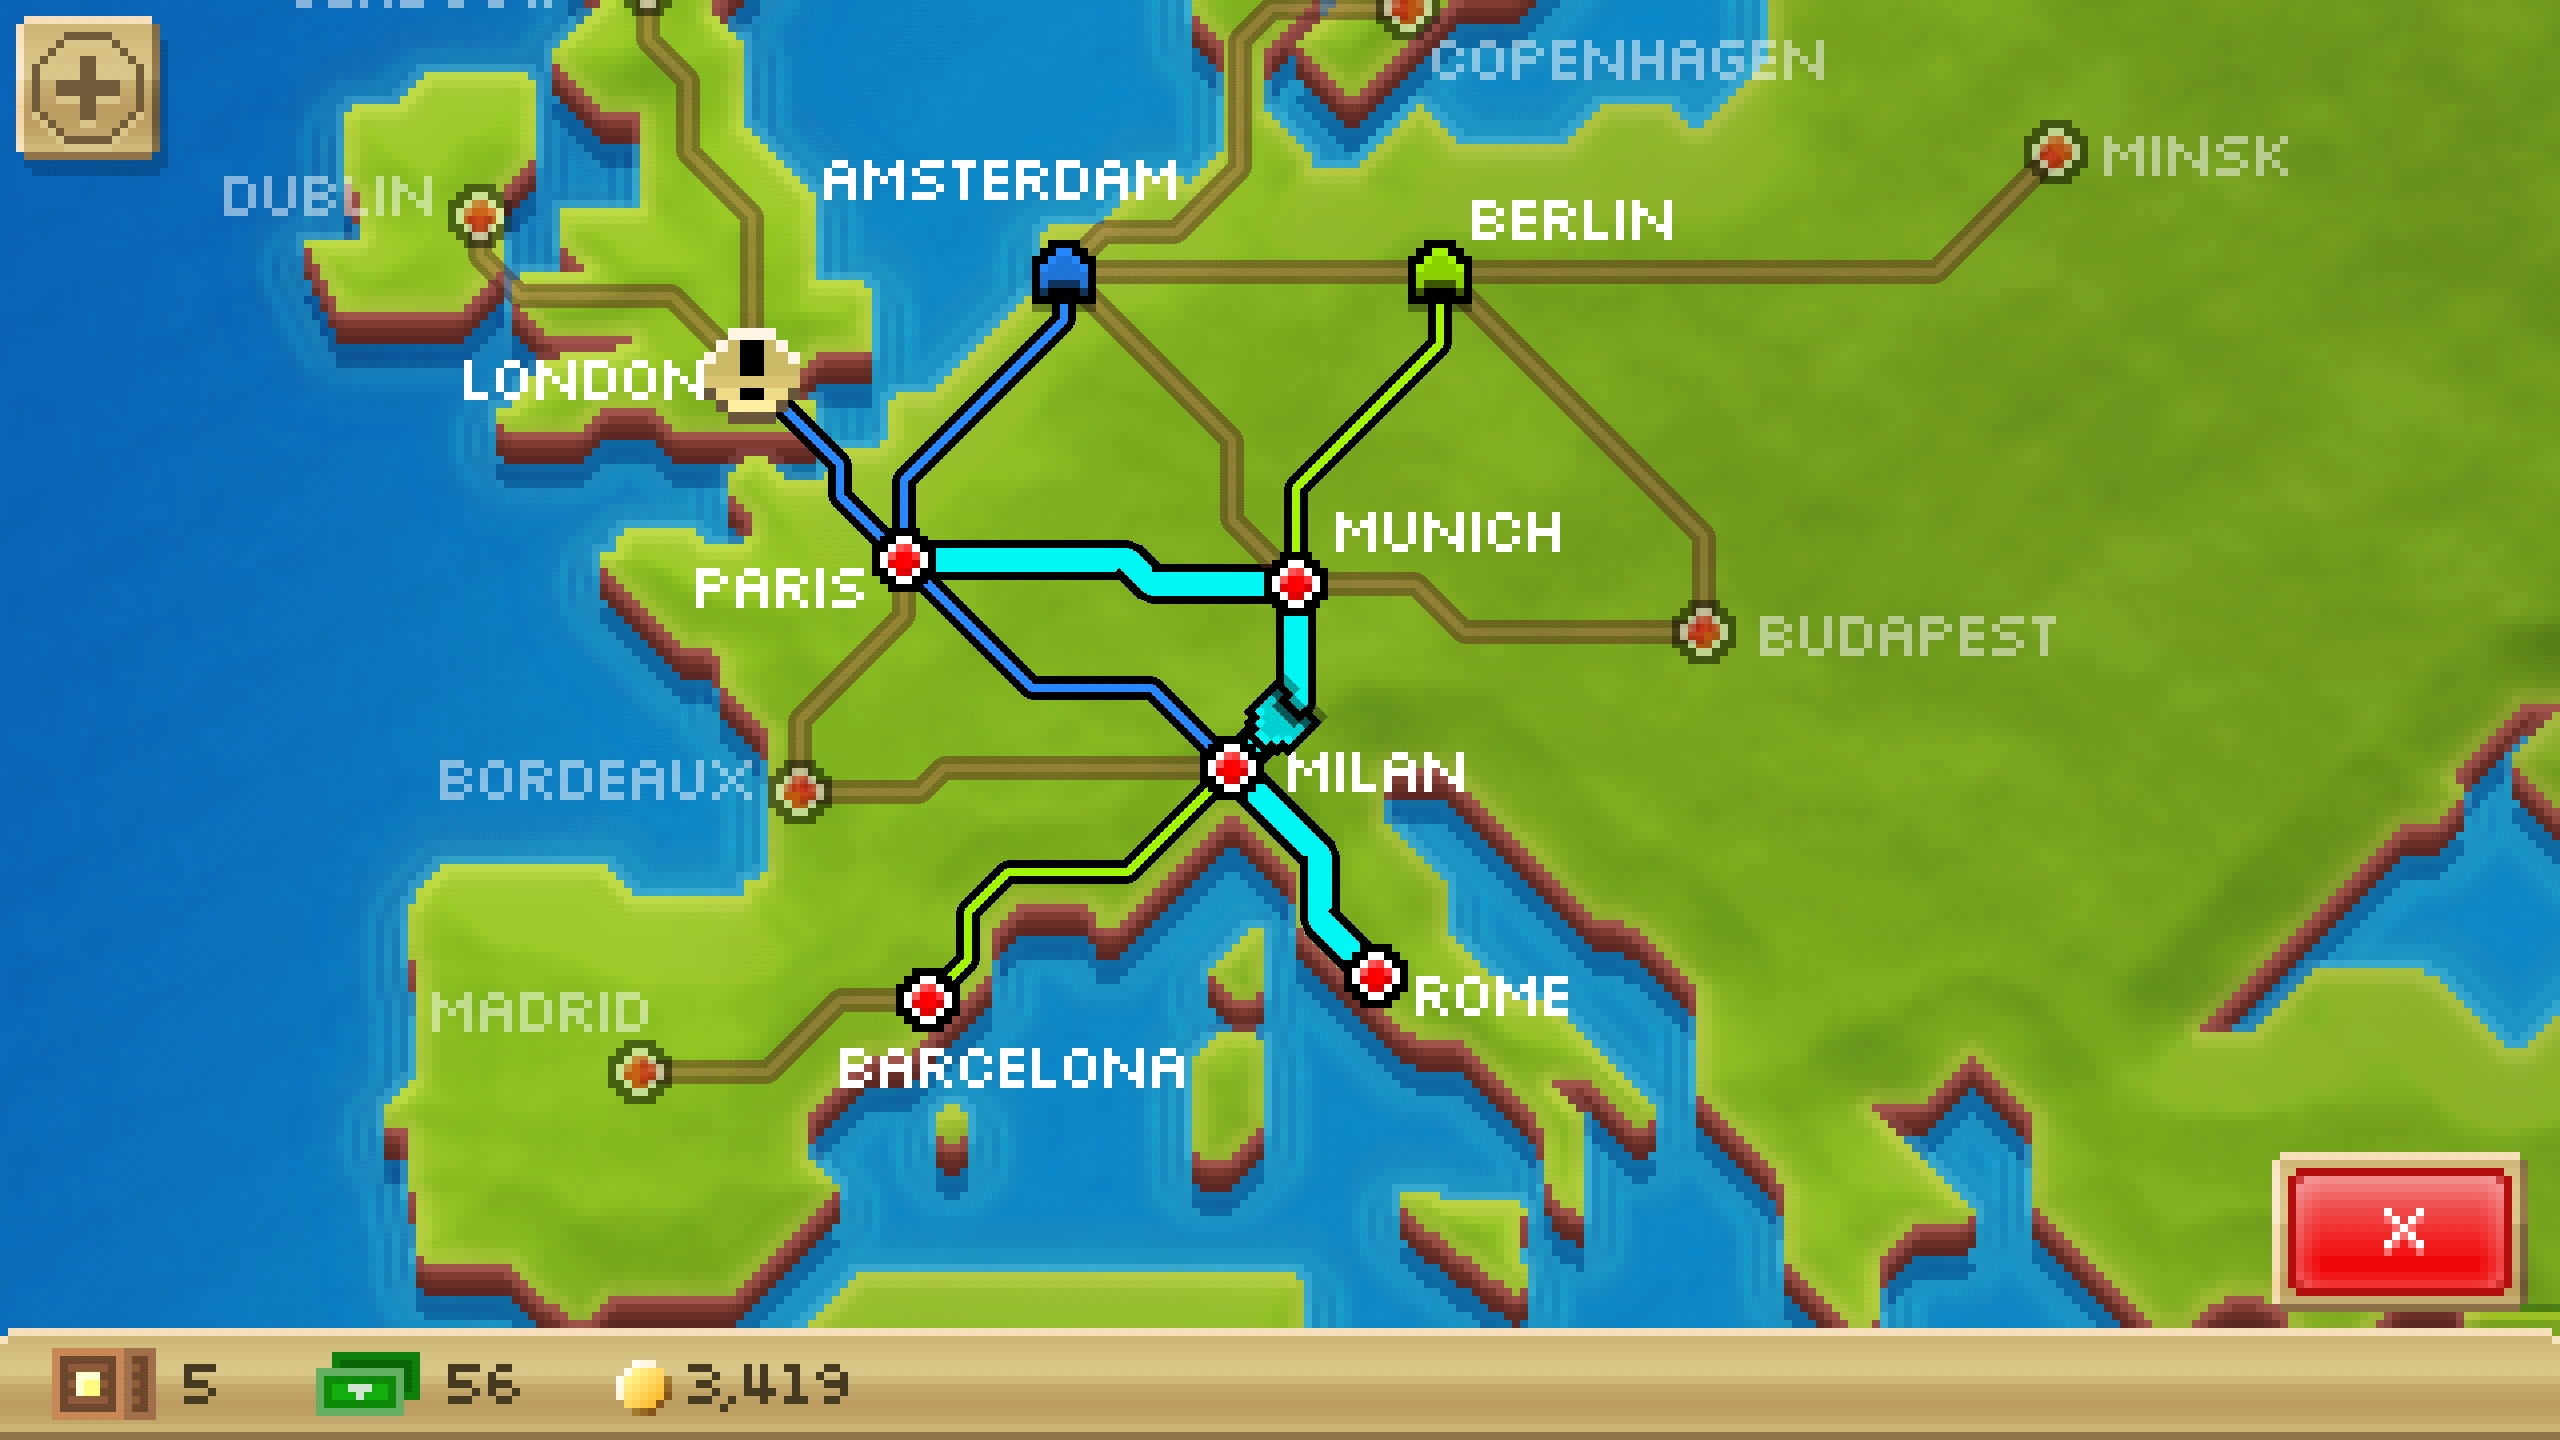 COPENHAGEN
MINSK
AMSTERDAM
DUBLIN
BERLIN
LONDON
MUNICH
PARIS
BUDAPEST
MILAN
BORDEAUX
ROME
MADRID
BARCELONA
X
5
56
3,419